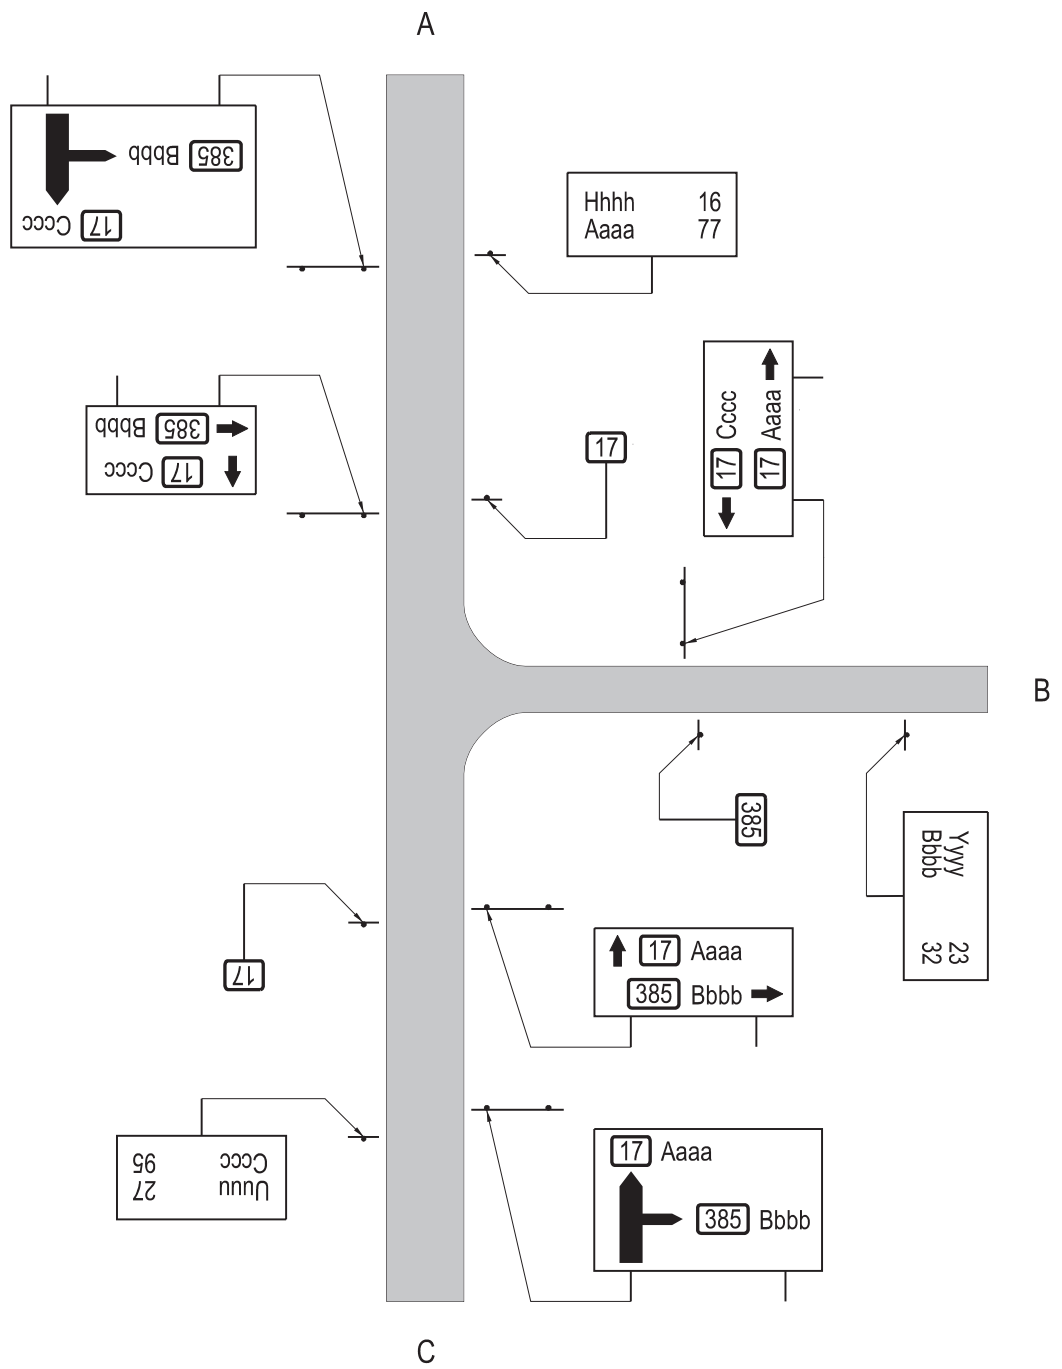 A
17 Cccc
385 Bbbb
Hhhh 16
Aaaa 77
17 Cccc
385 Bbbb
17
17 Cccc
17 Aaaa
B
385
Yyyy 23
Bbbb 32
17
17 Aaaa
385 Bbbb
Uuuu 27
Cccc 95
17 Aaaa
385 Bbbb
C